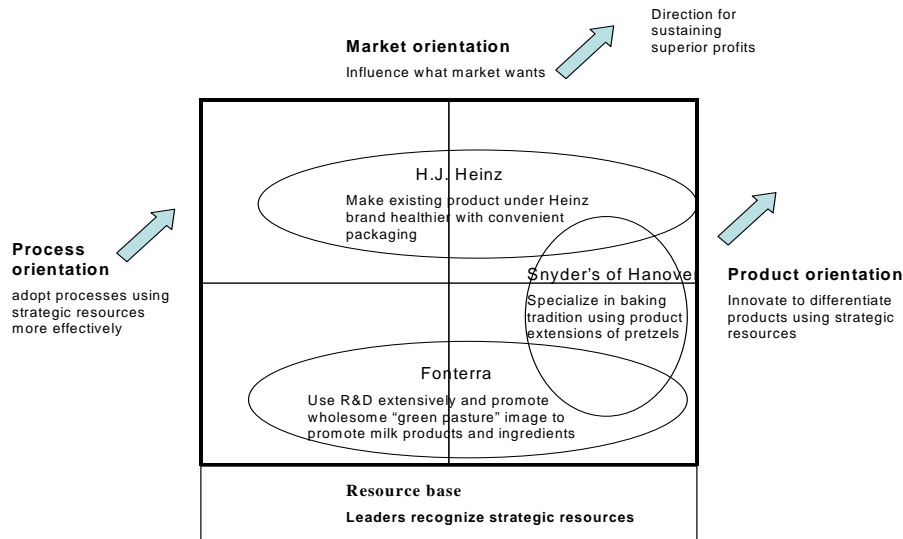 Direction for
sustaining
superior profits
Market orientation
Influence what market wants
H.J. Heinz
Make existing product under Heinz
brand healthier with convenient
packaging
Process
orientation
adopt processes using
strategic resources
more effectively
Snyder's of Hanover
Specialize in baking
tradition using product
extensions of pretzels
Product orientation
Innovate to differentiate
products using strategic
resources
Fonterra
Use R&D extensively and promote
wholesome “green pasture” image to
promote milk products and ingredients
Resource base
Leaders recognize strategic resources